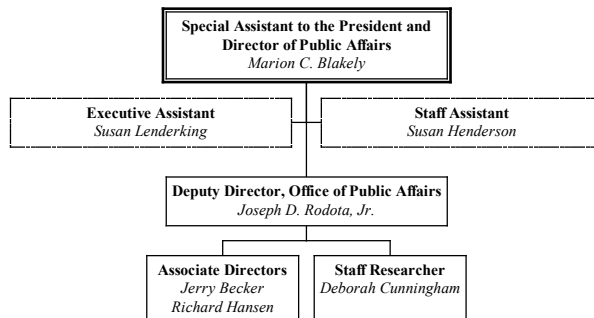 Special Assistant to the President and
Director of Public Affairs
Marion C. Blakely
Executive Assistant
Susan Lenderking
Staff Assistant
Susan Henderson
Deputy Director, Office of Public Affairs
Joseph D. Rodota, Jr.
Associate Directors
Jerry Becker
Richard Hansen
Staff Researcher
Deborah Cunningham